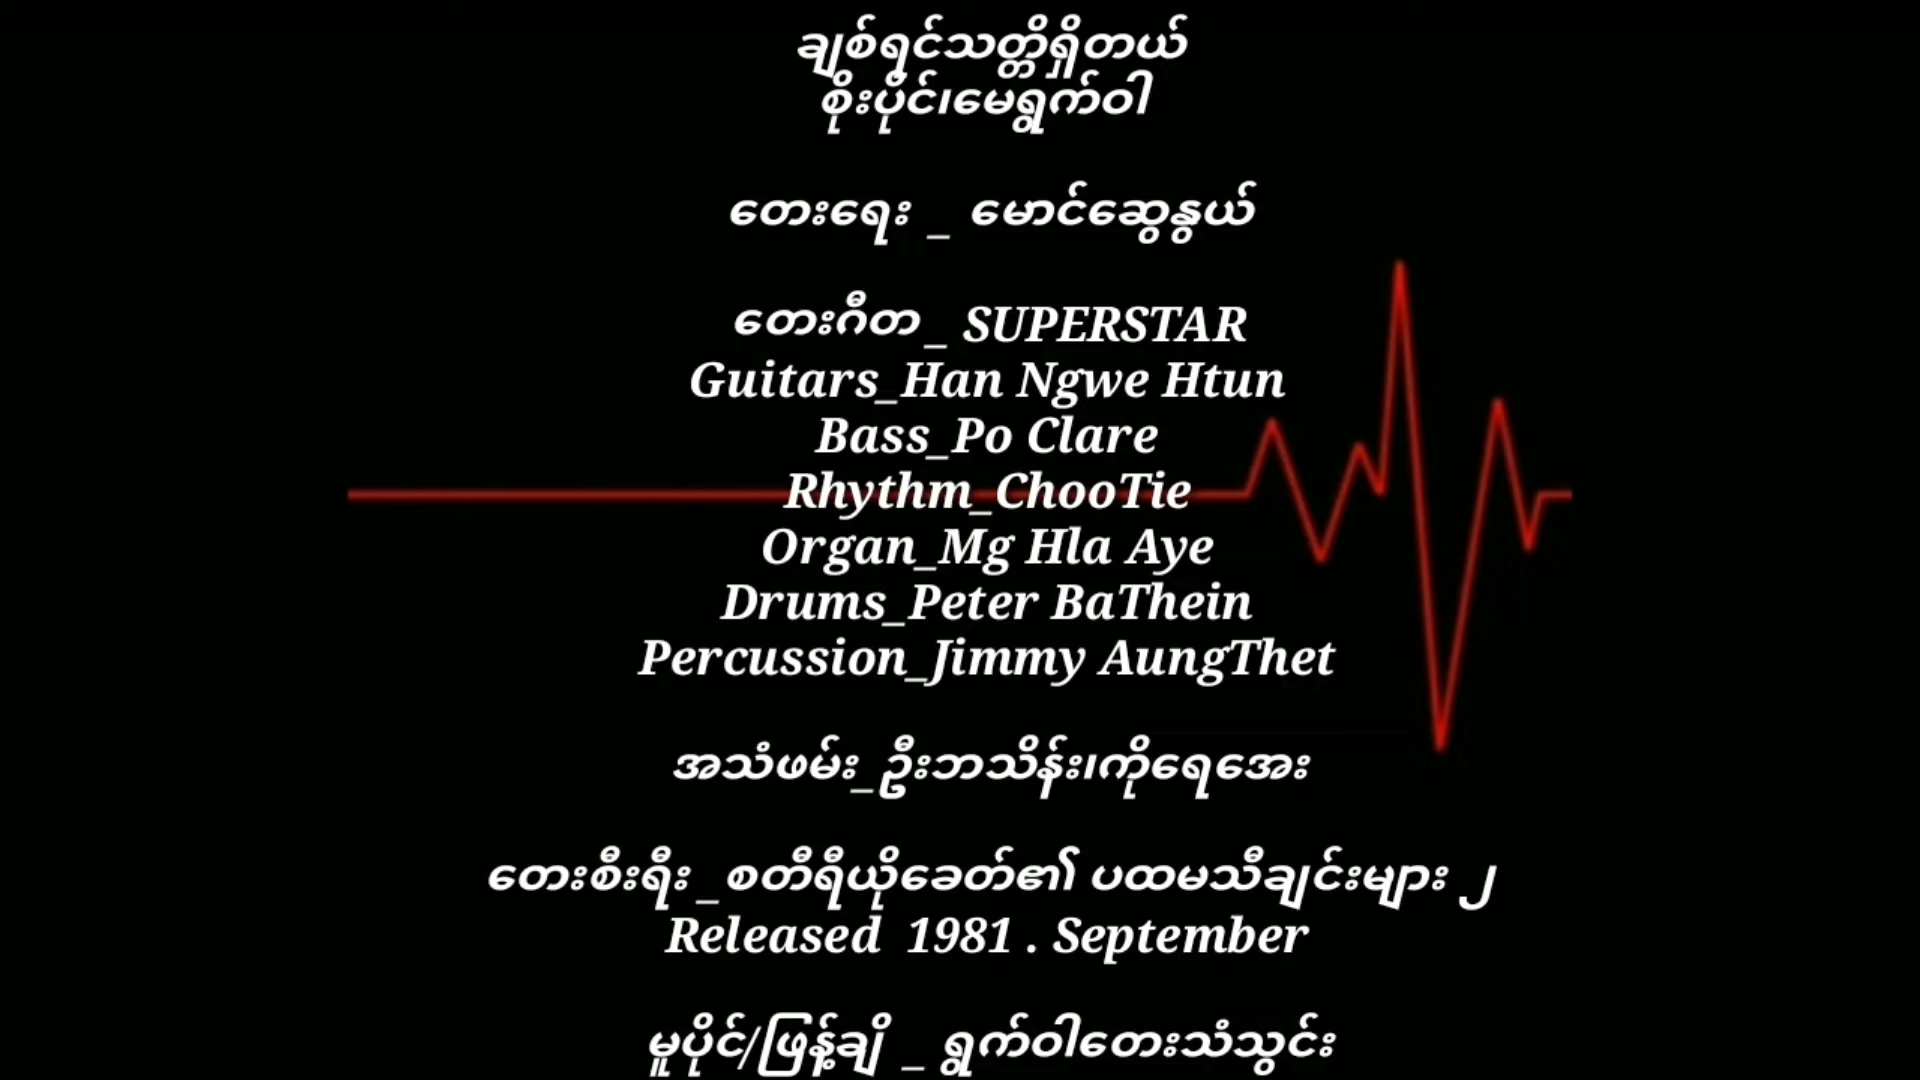 ချစ်ရင်သတ္တိရှိတယ်
စိုးပိုင်၊မေရွက်ဝါ
တေးရေး _ မောင်ဆွေနွယ်
တေးဂီတ _ SUPERSTAR
Guitars_Han Ngwe Htun
Bass_Po Clare
Rhythm_ChooTie
Organ_Mg Hla Aye
Drums_Peter BaThein
Percussion_Jimmy AungThet
အသံဖမ်း_ဦးဘသိန်း၊ကိုရေအေး
တေးစီးရီး _စတီရီယိုခေတ်၏ ပထမသီချင်းများ ၂
Released 1981 . September
မူပိုင်/ဖြန့်ချိ _ ရွက်ဝါတေးသံသွင်း